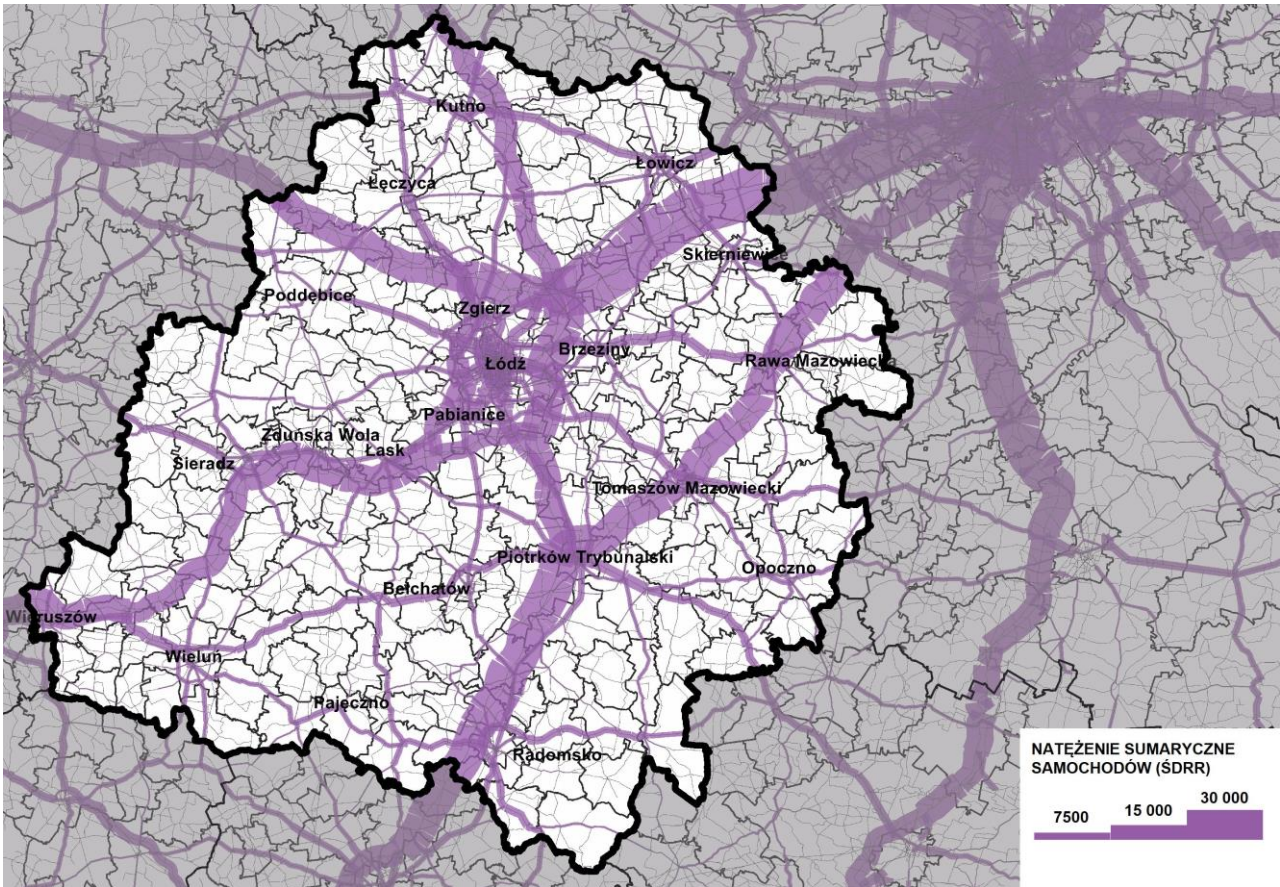 Kutno
Łowicz
Łęczyca
Skierniewice
Poddębice
Zgierz
Brzeziny
Łódź
Rawa Mazowiecka
Pabianice
Zduńska Wola
Łask
Sieradz
Tomaszów Mazowiecki
Piotrków Trybunalski
Opoczno
Bełchatów
Wieruszów
Wieluń
Pajęczno
Radomsko
NATĘŻENIE SUMARYCZNE
SAMOCHODÓW (ŚDRR)
7500 15 000 30 000